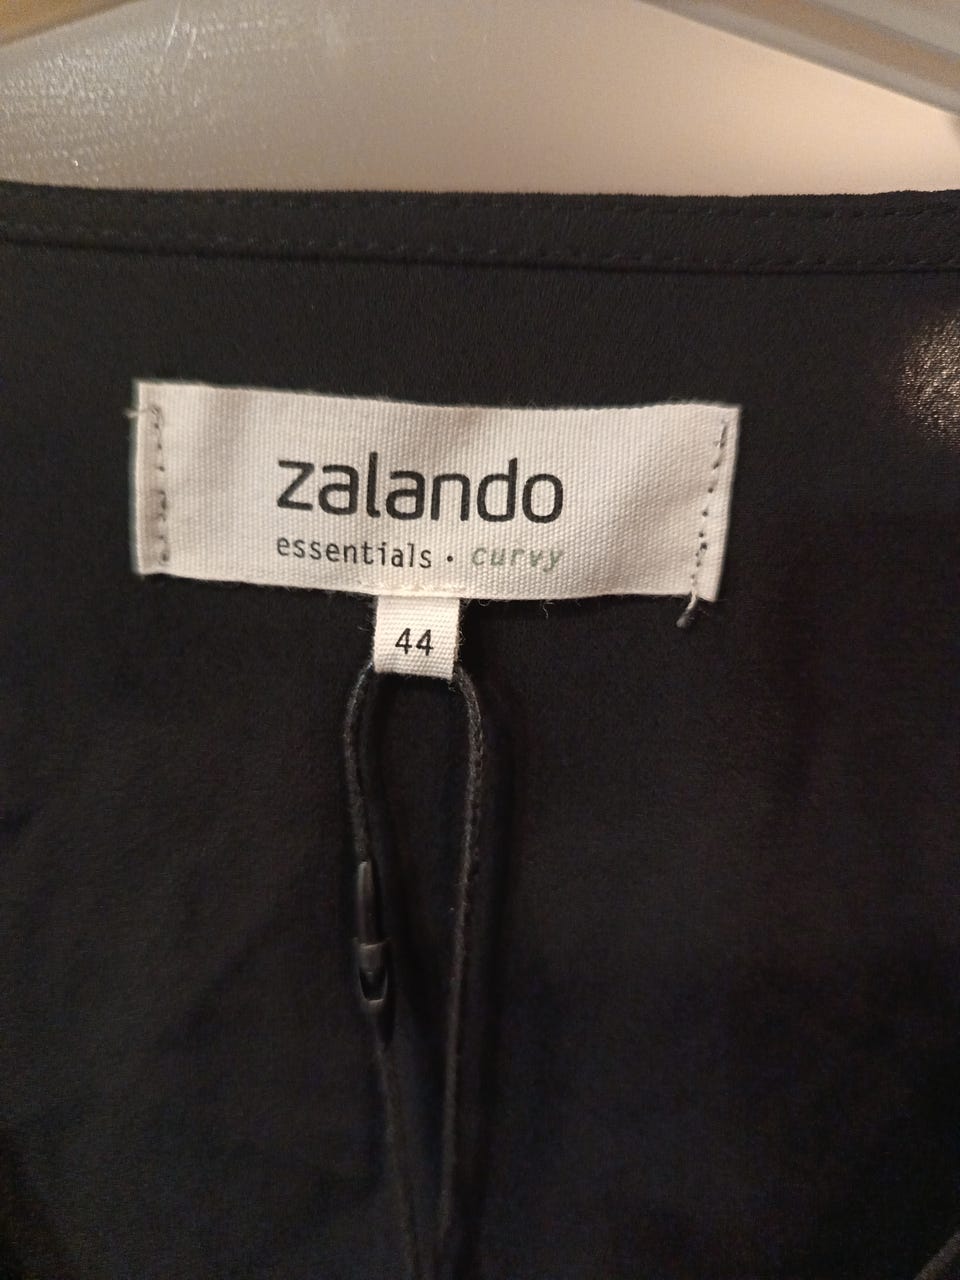 zalando
essentials · curvy
44